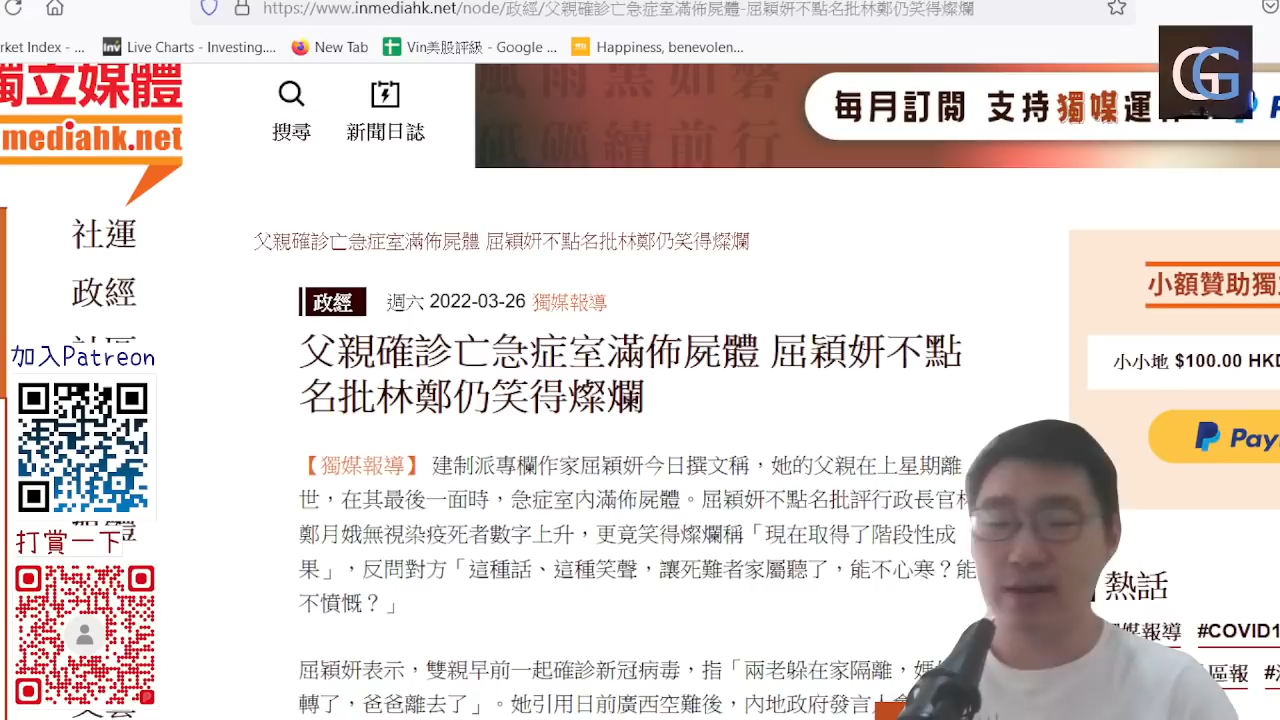 https://www.inmediahk.net/node/政經/父親確診亡急症室滿佈屍體-屈穎妍不點名批林鄭仍笑得燦爛
rket Index - ...
Live Charts - Investing....
New Tab
Vin美股評級 - Google ...
Happiness, benevolen...
獨立媒體
mediahk.net
搜尋
新聞日誌
每月訂閱 支持獨媒運
GG
社運
政經
加入Patreon
打賞一下
父親確診亡急症室滿佈屍體 屈穎妍不點名批林鄭仍笑得燦爛
政經 週六 2022-03-26 獨媒報導
父親確診亡急症室滿佈屍體 屈穎妍不點
名批林鄭仍笑得燦爛
【獨媒報導】建制派專欄作家屈穎妍今日撰文稱，她的父親在上星期離
世，在其最後一面時，急症室內滿佈屍體。屈穎妍不點名批評行政長官林
鄭月娥無視染疫死者數字上升，更竟笑得燦爛稱「現在取得了階段性成
果」，反問對方「這種話、這種笑聲，讓死難者家屬聽了，能不心寒？能
不憤慨？」
屈穎妍表示，雙親早前一起確診新冠病毒，指「兩老躲在家隔離，媽
轉了，爸爸離去了」。她引用日前廣西空難後，內地政府發言人
小額贊助獨
小小地 $100.00 HKD
PayP
熱話
媒報導 #COVID1
區報